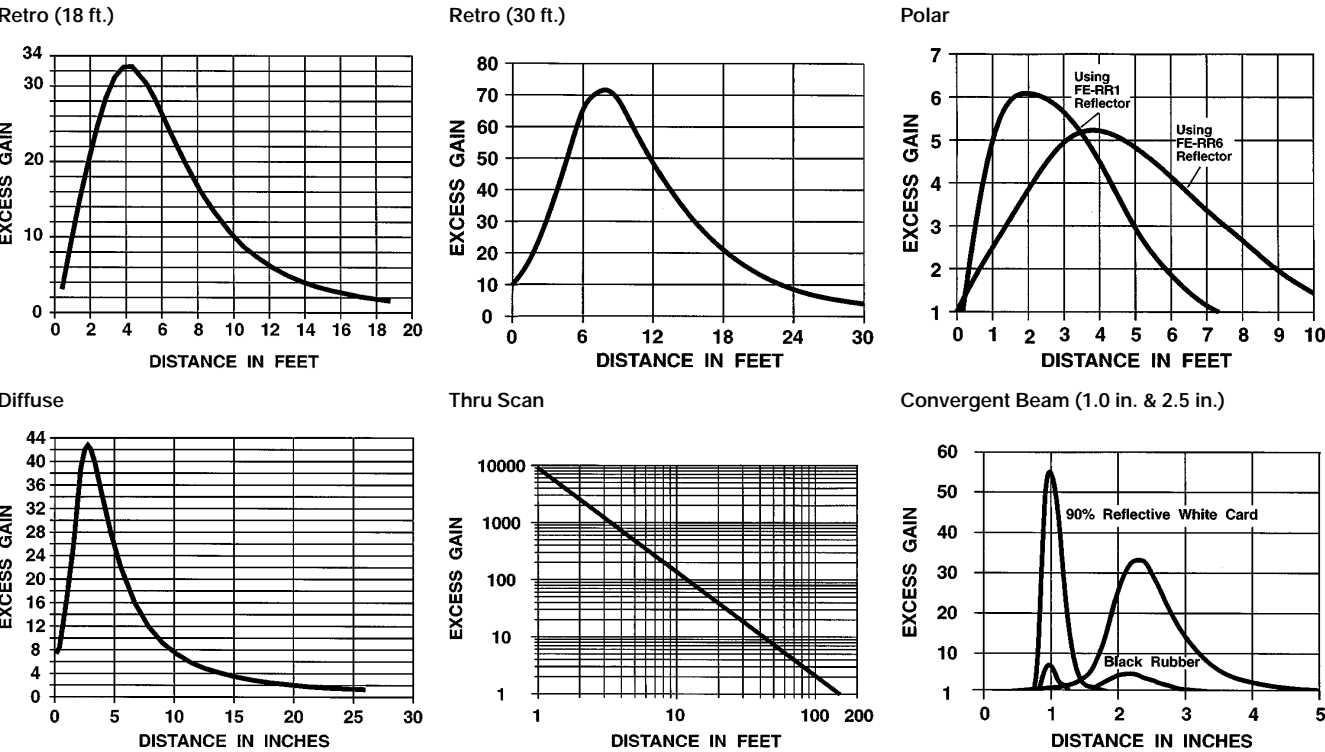 Retro (18 ft.)
34
30
20
10
0
0 2 4 6 8 10 12 14 16 18 20
EXCESS GAIN
DISTANCE IN FEET
Retro (30 ft.)
80
70
60
50
40
30
20
10
0
0 6 12 18 24 30
EXCESS GAIN
DISTANCE IN FEET
Polar
7
6
5
4
3
2
1
0 1 2 3 4 5 6 7 8 9 10
EXCESS GAIN
Using
FE-RR1
Reflector
Using
FE-RR6
Reflector
DISTANCE IN FEET
Diffuse
44
40
36
32
28
24
20
16
12
8
4
0
0 5 10 15 20 25 30
EXCESS GAIN
DISTANCE IN INCHES
Thru Scan
10000
1000
100
10
1
1 10 100 200
EXCESS GAIN
DISTANCE IN FEET
Convergent Beam (1.0 in. & 2.5 in.)
60
50
40
30
20
10
1
0 1 2 3 4 5
EXCESS GAIN
90% Reflective White Card
Black Rubber
DISTANCE IN INCHES